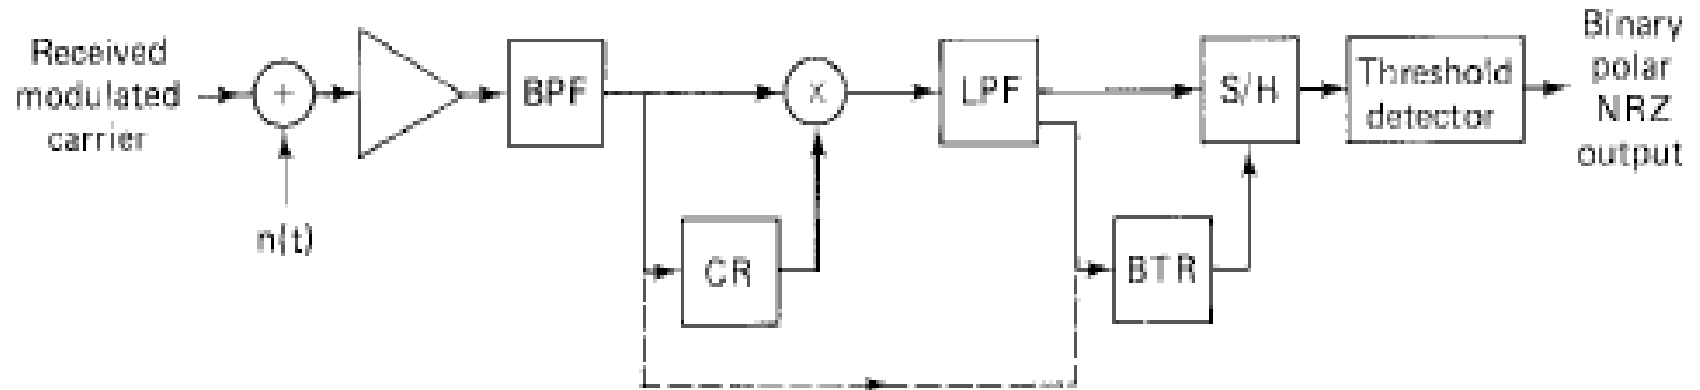 Received
modulated
carrier
+
n(t)
BPF
X
CR
LPF
BTR
S/H
Threshold
detector
Binary
polar
NRZ
output